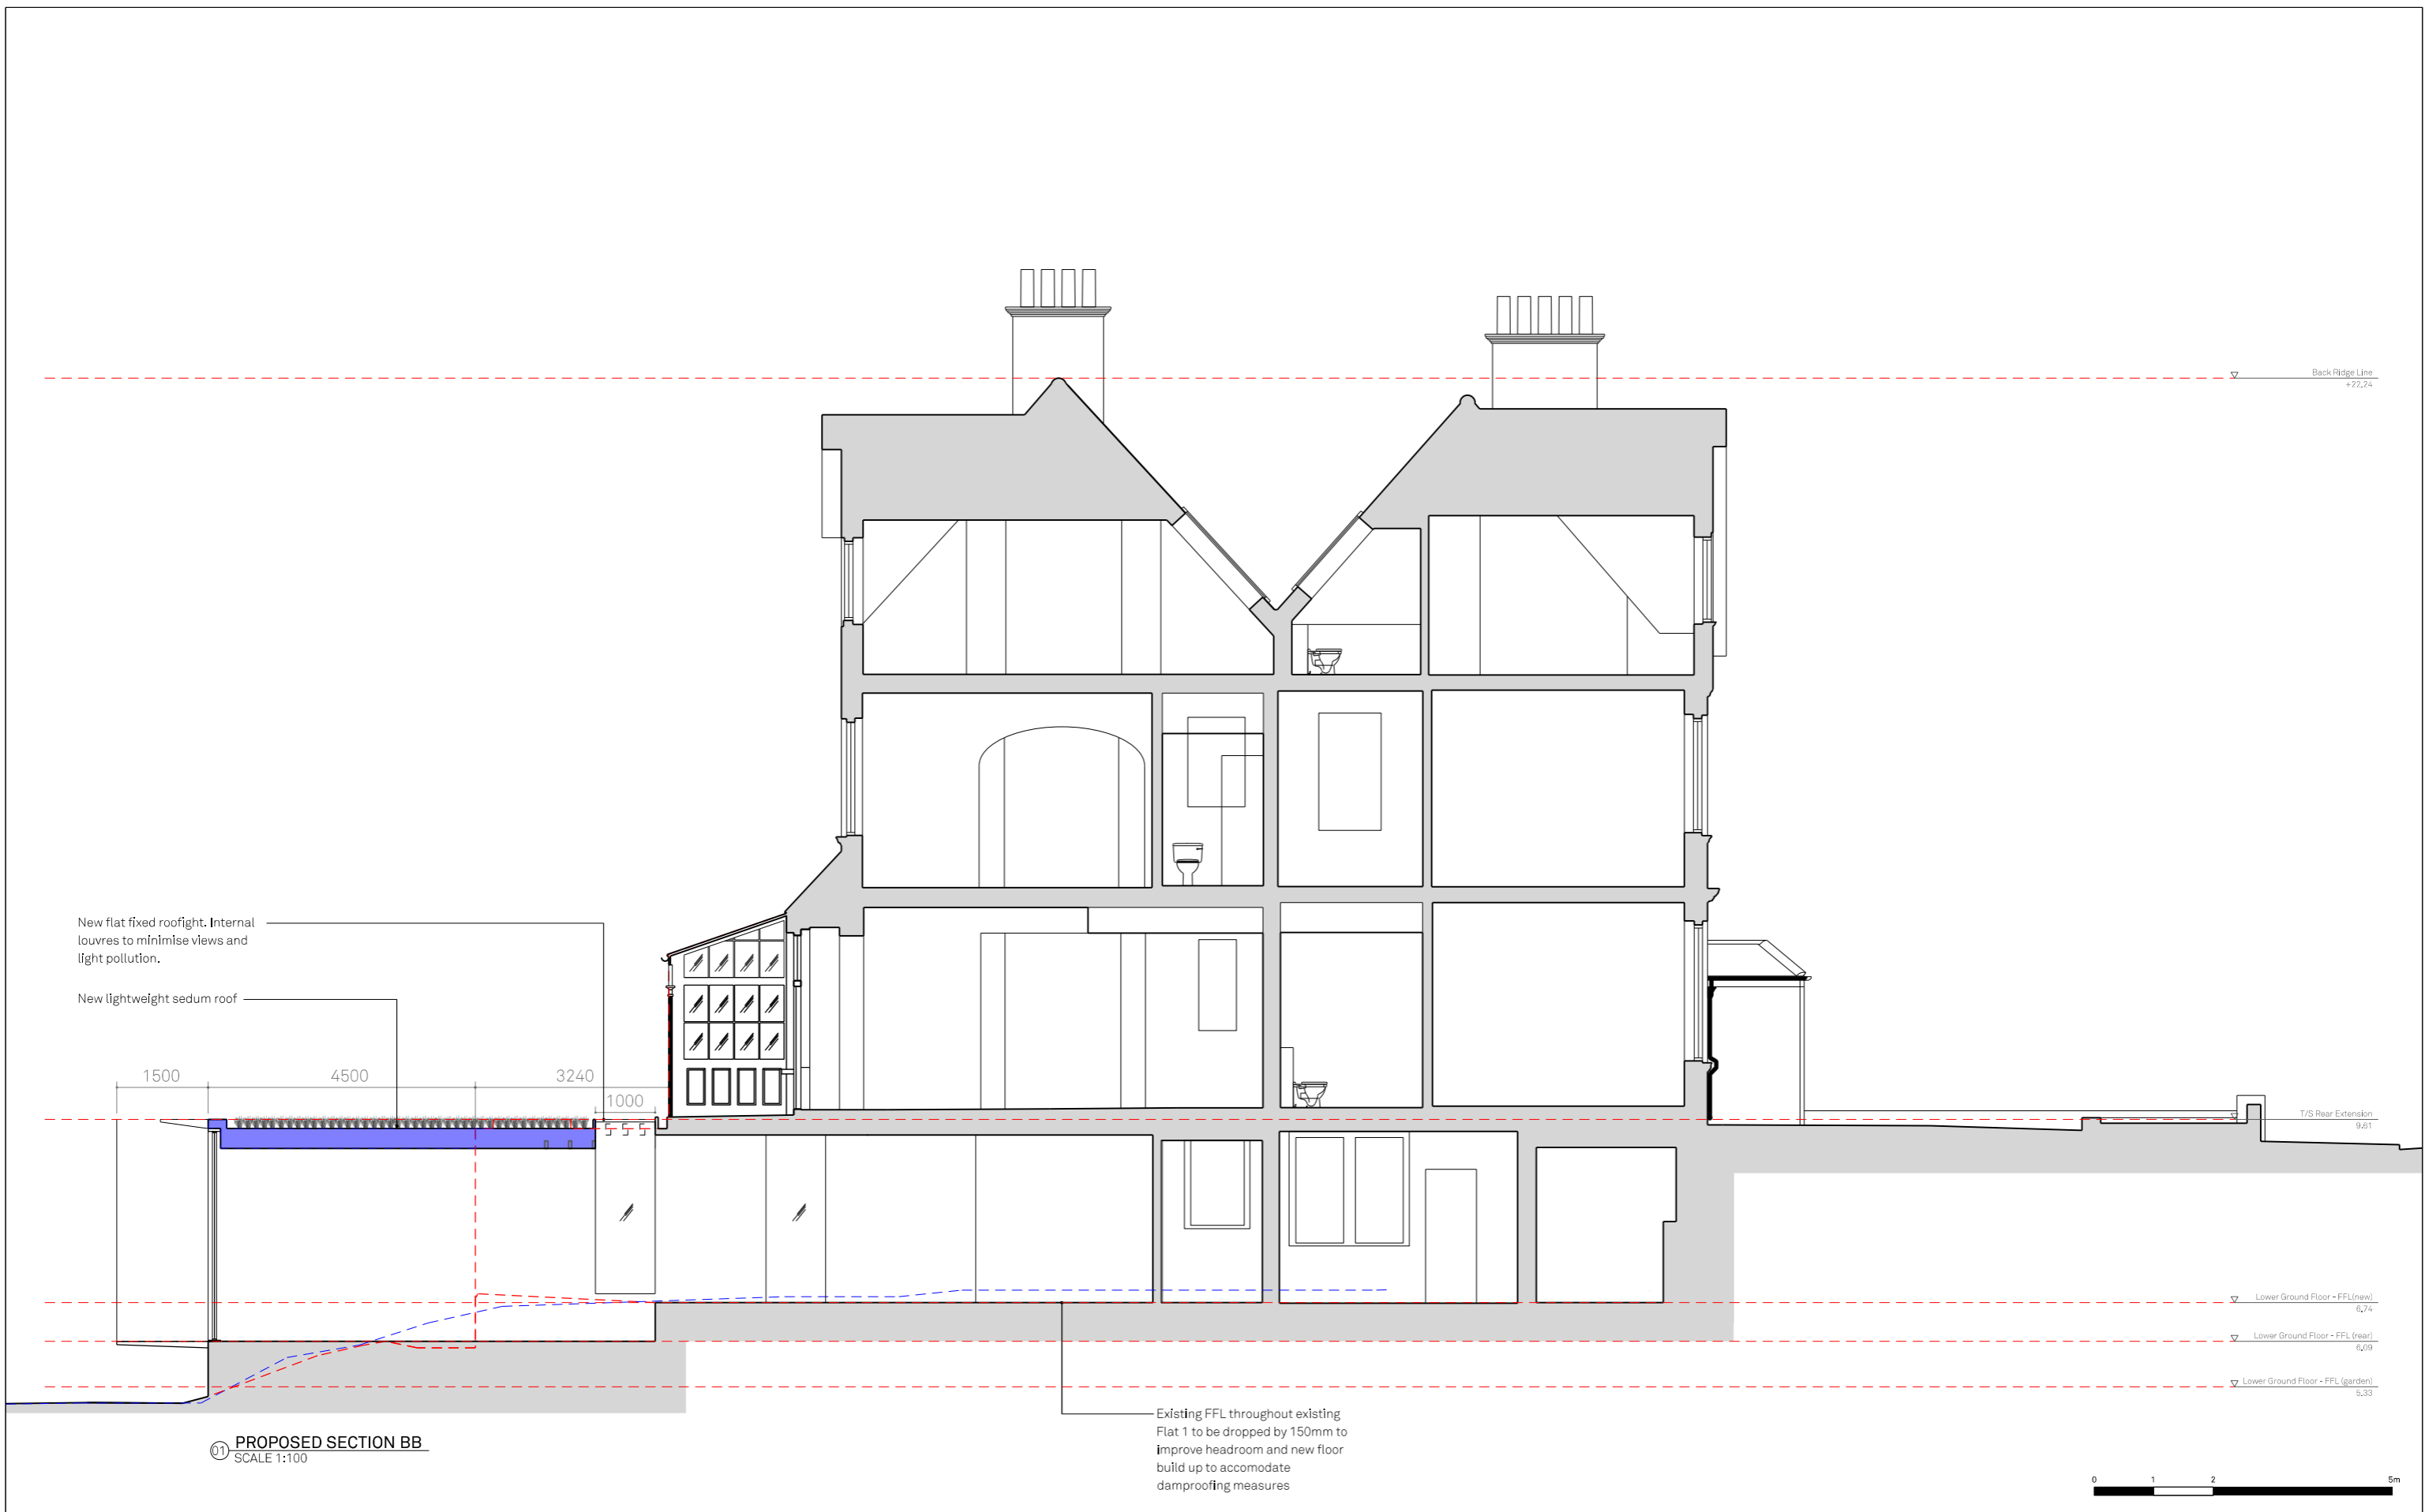 Back Ridge Line
+22.24
New flat fixed roofight. Internal
louvres to minimise views and
light pollution.
New lightweight sedum roof
1500
4500
3240
1000
T/S Rear Extension
9.61
Lower Ground Floor - FFL(new)
6.74
Lower Ground Floor - FFL (rear)
6.09
Lower Ground Floor - FFL (garden)
5.33
Existing FFL throughout existing
Flat 1 to be dropped by 150mm to
improve headroom and new floor
build up to accomodate
damproofing measures
01 PROPOSED SECTION BB
SCALE 1:100
0 1 2 5m